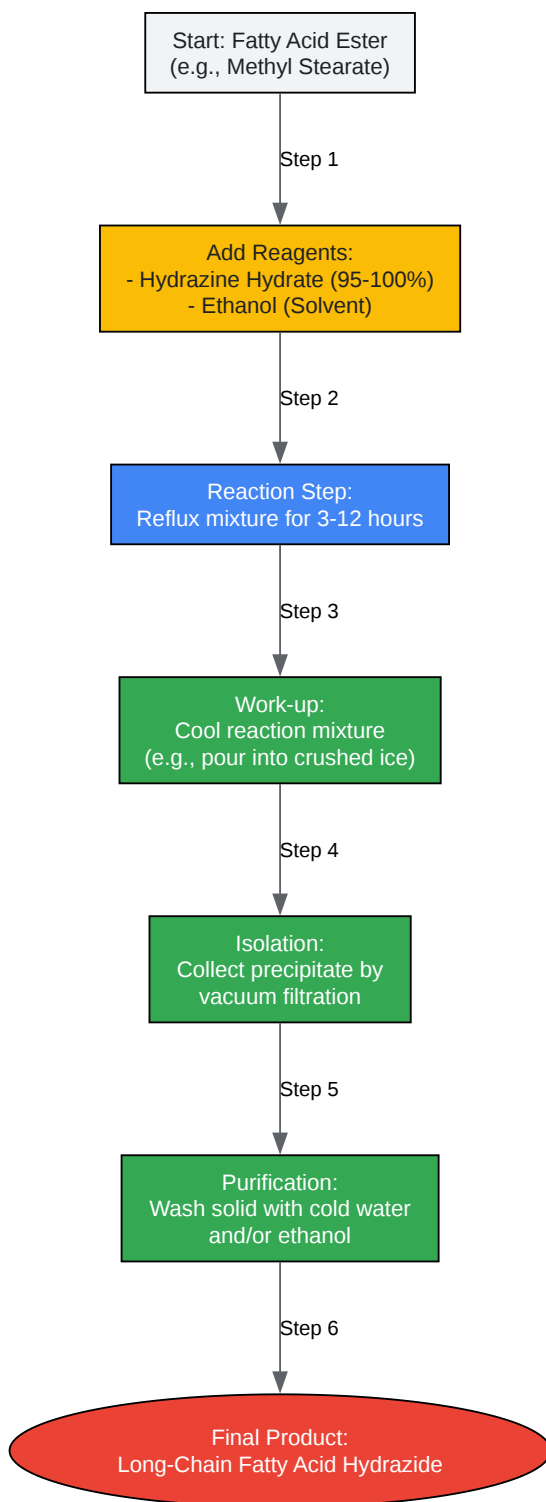 Start: Fatty Acid Ester
(e.g., Methyl Stearate)
Step 1
Add Reagents:
- Hydrazine Hydrate (95-100%)
- Ethanol (Solvent)
Step 2
Reaction Step:
Reflux mixture for 3-12 hours
Step 3
Work-up:
Cool reaction mixture
(e.g., pour into crushed ice)
Step 4
Isolation:
Collect precipitate by
vacuum filtration
Step 5
Purification:
Wash solid with cold water
and/or ethanol
Step 6
Final Product:
Long-Chain Fatty Acid Hydrazide